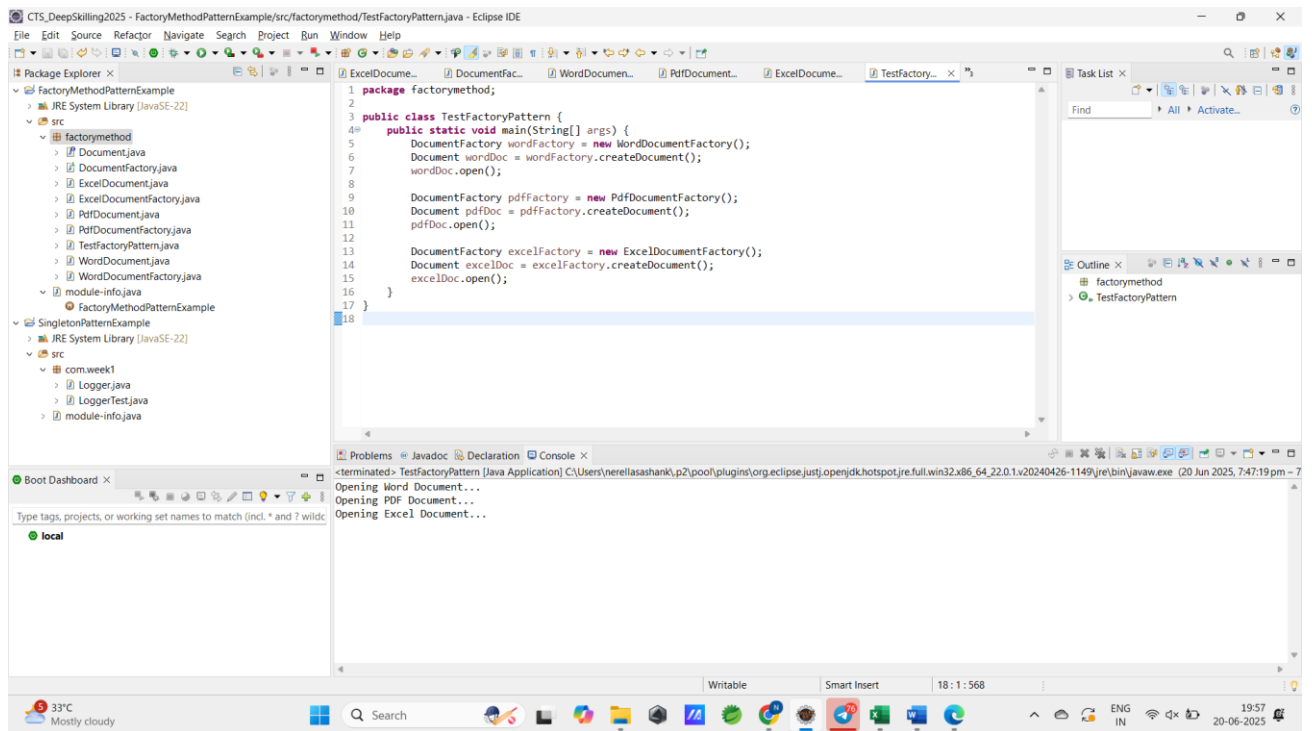 CTS_DeepSkilling2025 - FactoryMethodPatternExample/src/factorymethod/TestFactoryPattern.java - Eclipse IDE
File Edit Source Refactor Navigate Search Project Run Window Help
Package Explorer
FactoryMethodPatternExample
JRE System Library [JavaSE-22]
src
factorymethod
Document.java
DocumentFactory.java
ExcelDocument.java
ExcelDocumentFactory.java
PdfDocument.java
PdfDocumentFactory.java
TestFactoryPattern.java
WordDocument.java
WordDocumentFactory.java
module-info.java
FactoryMethodPatternExample
SingletonPatternExample
JRE System Library [JavaSE-22]
src
com.week1
Logger.java
LoggerTest.java
module-info.java
Boot Dashboard
Type tags, projects, or working set names to match (incl. * and ? wildc
local
ExcelDocume... DocumentFac... WordDocumen... PdfDocument... ExcelDocume... TestFactory...
1 package factorymethod;
2
3 public class TestFactoryPattern {
4 public static void main(String[] args) {
5 DocumentFactory wordFactory = new WordDocumentFactory();
6 Document wordDoc = wordFactory.createDocument();
7 wordDoc.open();
8
9 DocumentFactory pdfFactory = new PdfDocumentFactory();
10 Document pdfDoc = pdfFactory.createDocument();
11 pdfDoc.open();
12
13 DocumentFactory excelFactory = new ExcelDocumentFactory();
14 Document excelDoc = excelFactory.createDocument();
15 excelDoc.open();
16 }
17 }
18
Task List
Find All Activate...
Outline
factorymethod
TestFactoryPattern
Problems Javadoc Declaration Console
<terminated> TestFactoryPattern [Java Application] C:\Users\nerellasashank\.p2\pool\plugins\org.eclipse.justj.openjdk.hotspot.jre.full.win32.x86_64_22.0.1.v20240426-1149\jre\bin\javaw.exe (20 Jun 2025, 7:47:19 pm – 7
Opening Word Document...
Opening PDF Document...
Opening Excel Document...
Writable Smart Insert 18 : 1 : 568
5
33°C
Mostly cloudy
Search
N
ENG
IN
19:57
20-06-2025